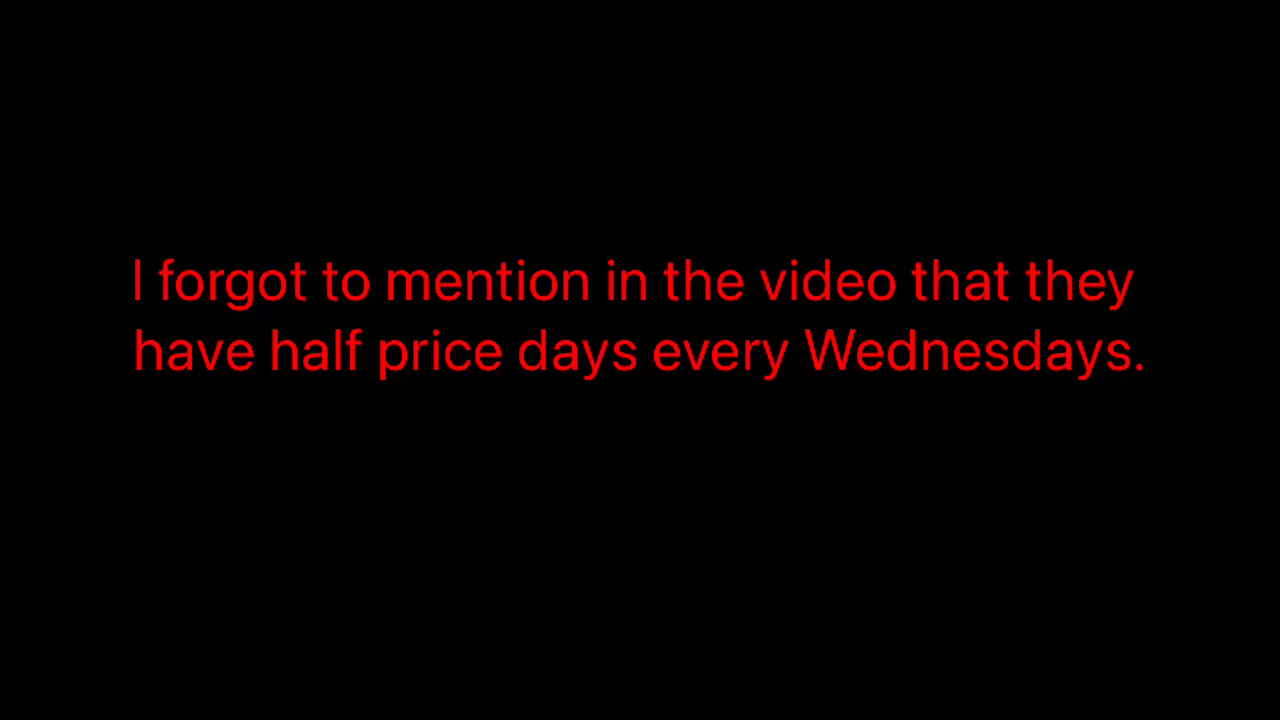 I forgot to mention in the video that they
have half price days every Wednesdays.